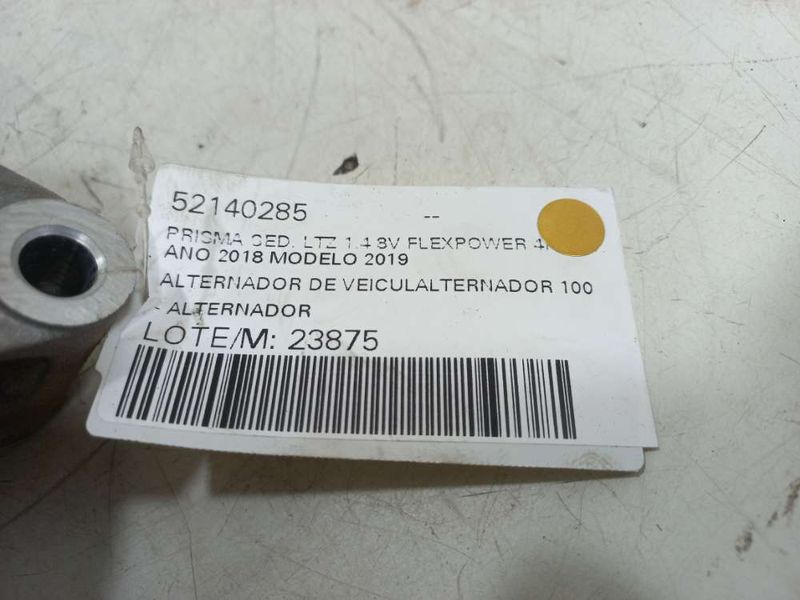 52140285 --
PRISMA SED. LTZ 1.4 8V FLEXPOWER
ANO 2018 MODELO 2019
ALTERNADOR DE VEICULALTERNADOR 100
- ALTERNADOR
LOTE/M: 23875